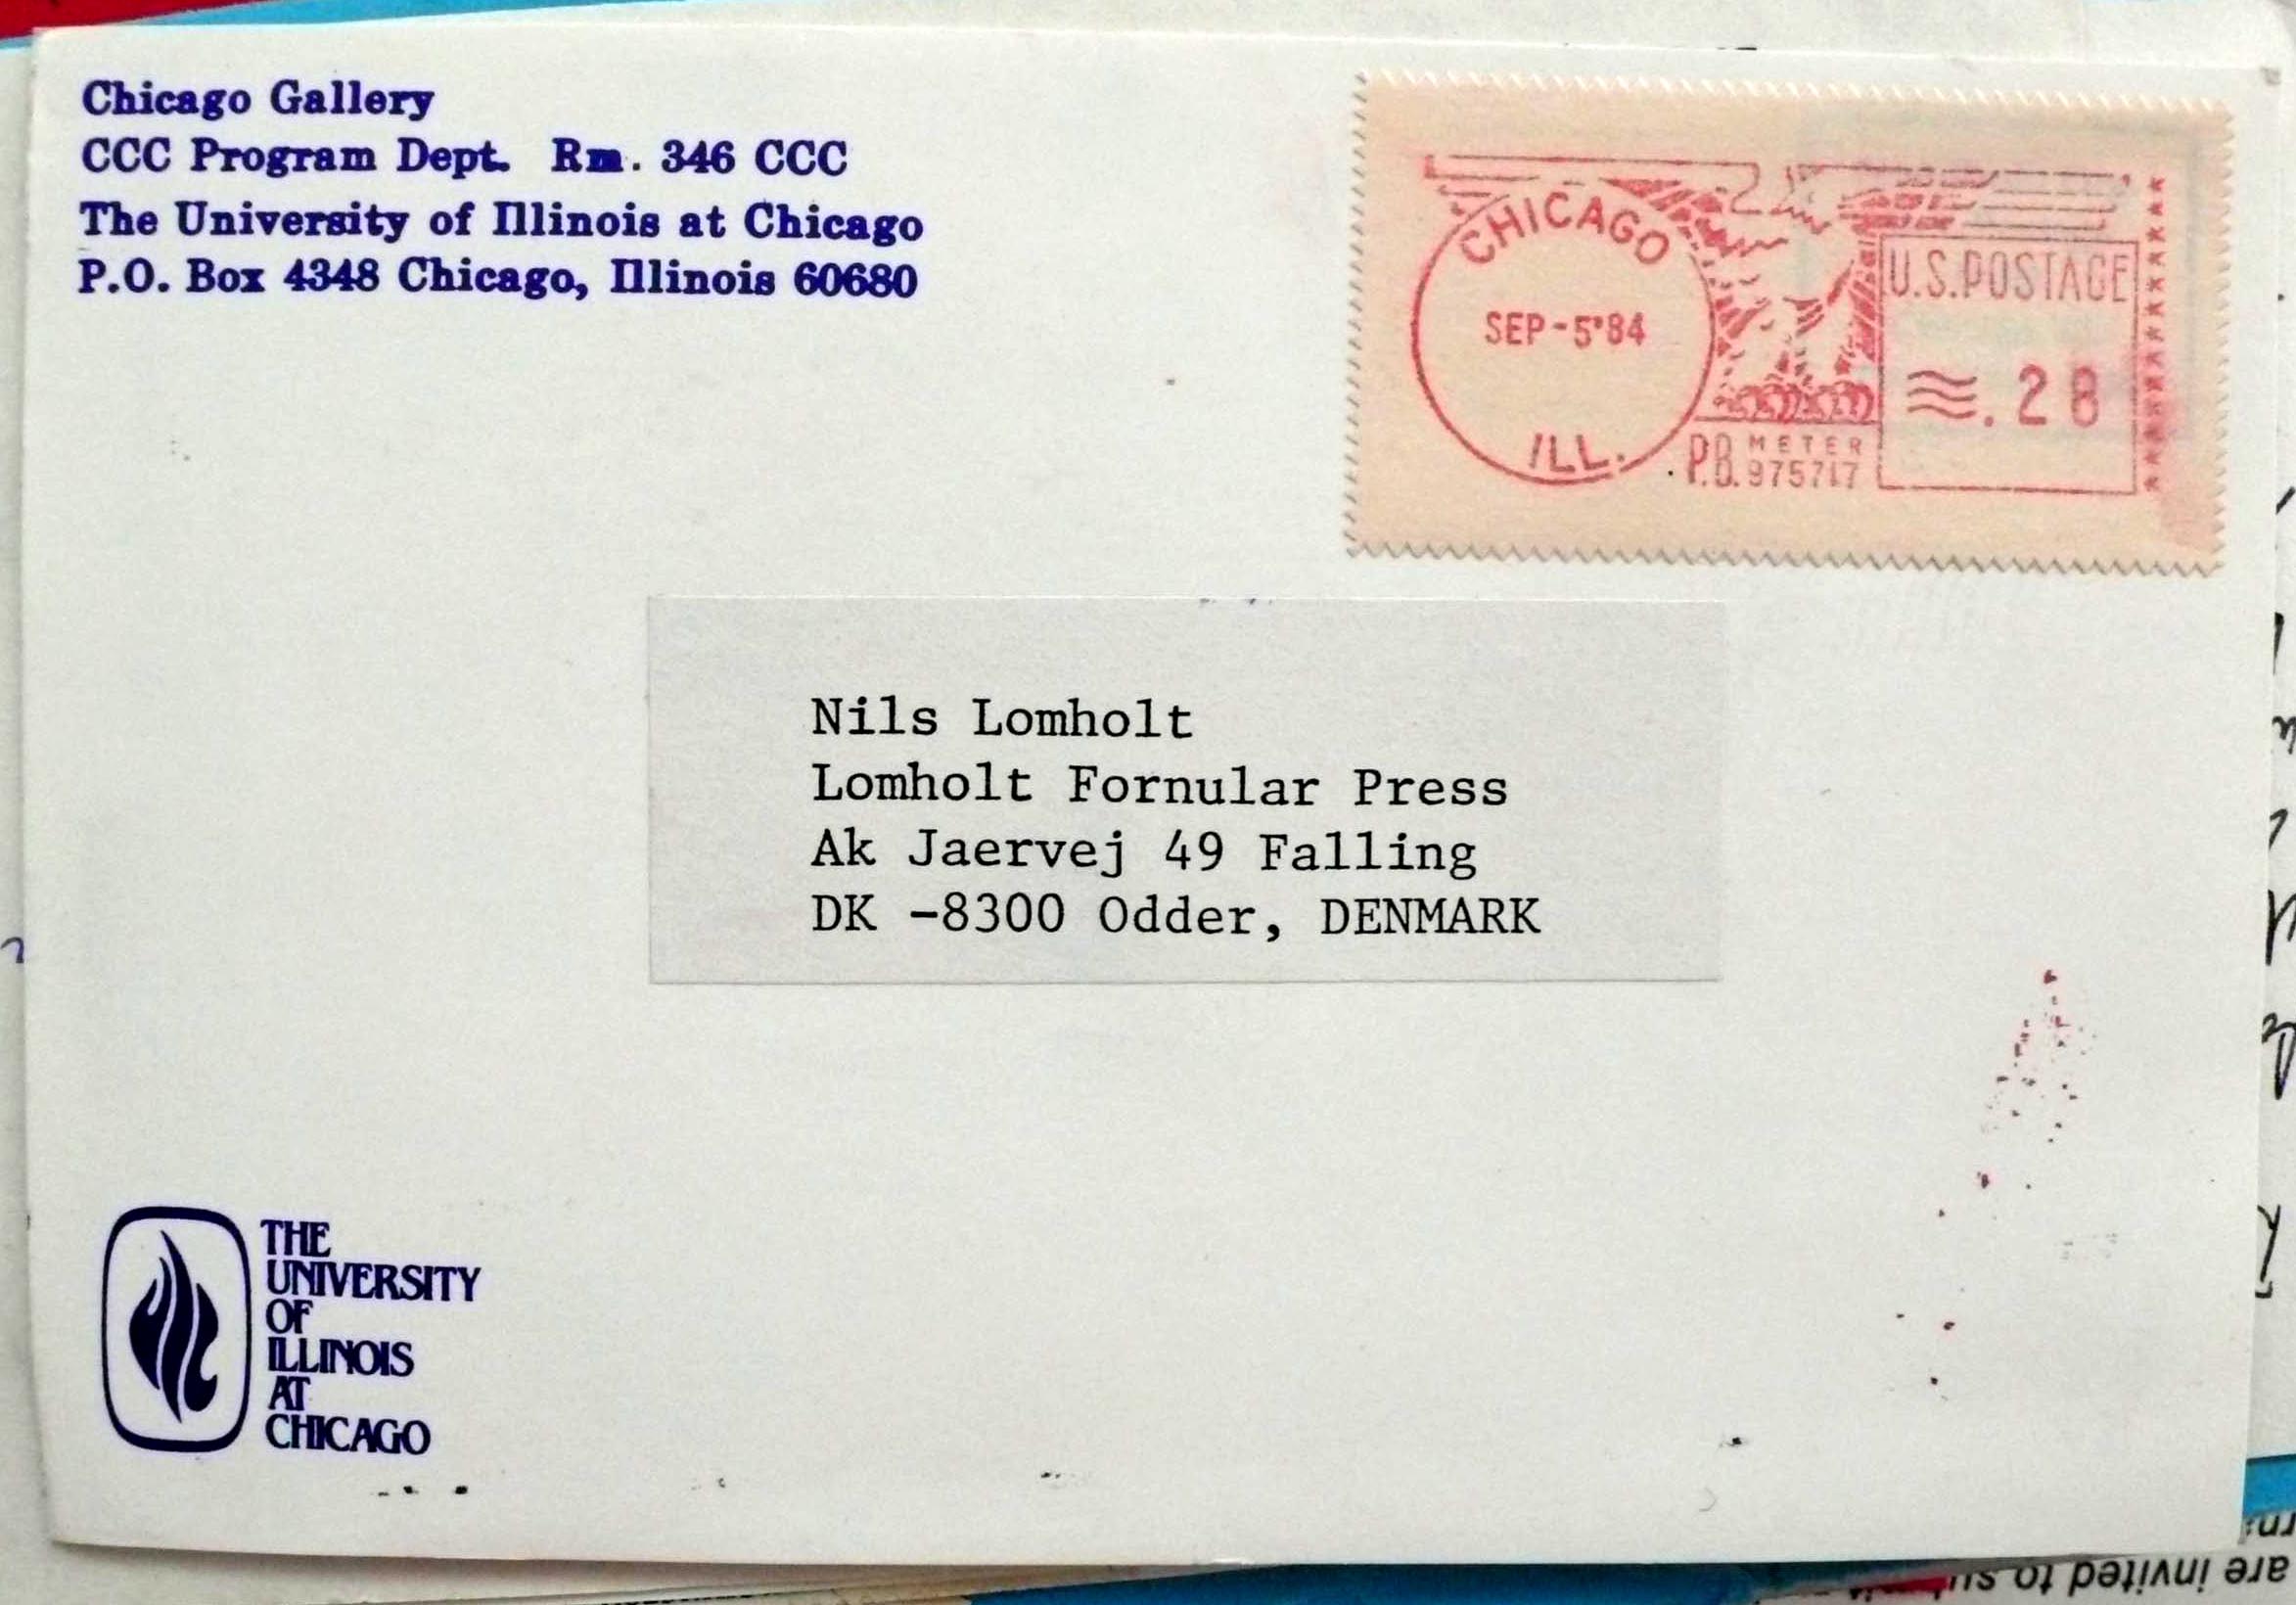 Chicago Gallery
CCC Program Dept. Rm. 346 CCC
The University of Illinois at Chicago
P.O. Box 4348 Chicago, Illinois 60680
CHICAGO
SEP-5'84
ILL.
P.B. METER
975717
U.S. POSTAGE
.28
Nils Lomholt
Lomholt Fornular Press
Ak Jaervej 49 Falling
DK -8300 Odder, DENMARK
THE
UNIVERSITY
OF
ILLINOIS
AT
CHICAGO
are invited to